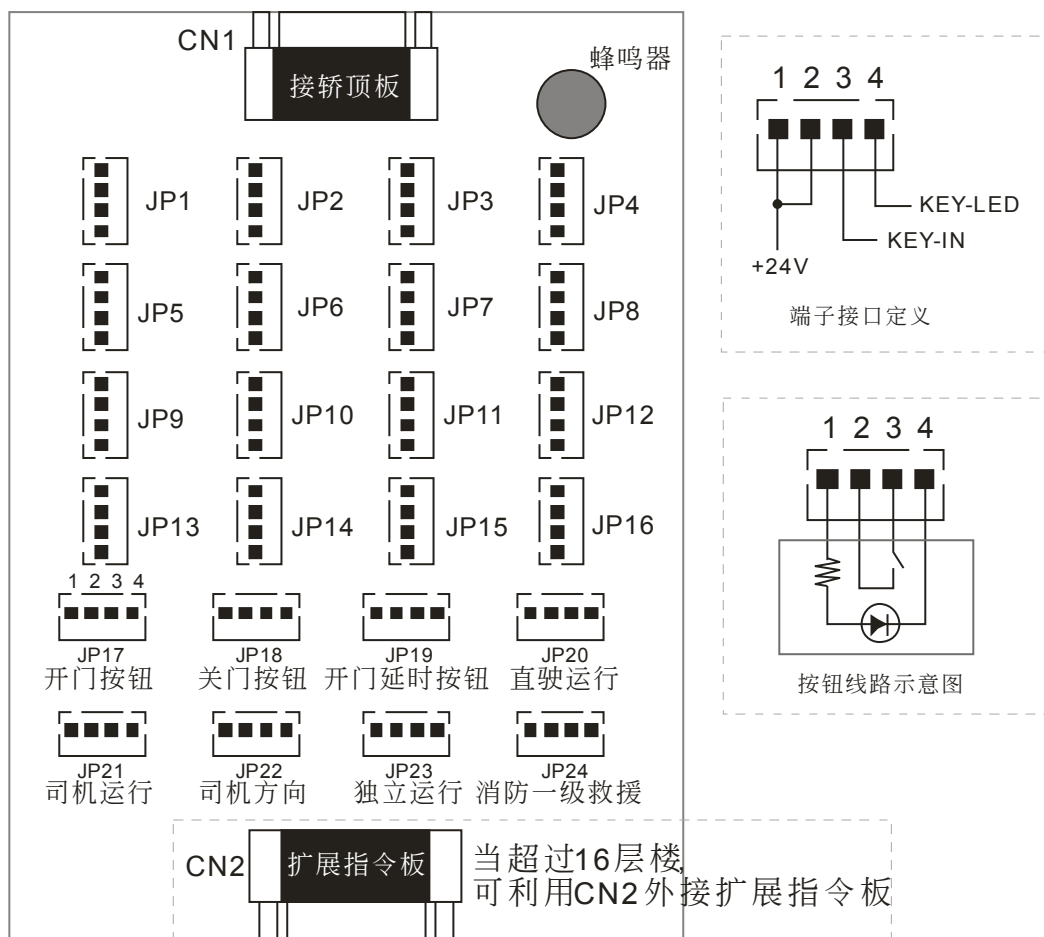 CN1
接轿顶板
蜂鸣器
JP1 JP2 JP3 JP4
JP5 JP6 JP7 JP8
JP9 JP10 JP11 JP12
JP13 JP14 JP15 JP16
1 2 3 4
JP17 JP18 JP19 JP20
开门按钮 关门按钮 开门延时按钮 直驶运行
JP21 JP22 JP23 JP24
司机运行 司机方向 独立运行 消防一级救援
CN2
扩展指令板
当超过16层楼,
可利用CN2外接扩展指令板
1 2 3 4
KEY-LED
KEY-IN
+24V
端子接口定义
1 2 3 4
按钮线路示意图